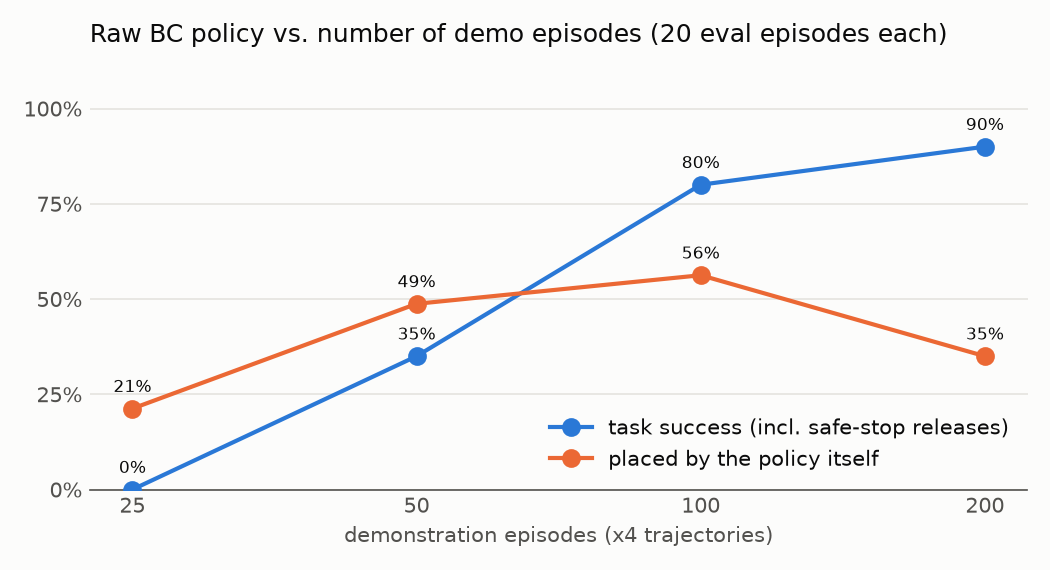 Raw BC policy vs. number of demo episodes (20 eval episodes each)
100%
75%
50%
25%
0%
21%
49%
56%
35%
0%
35%
80%
90%
task success (incl. safe-stop releases)
placed by the policy itself
25 50 100 200
demonstration episodes (x4 trajectories)